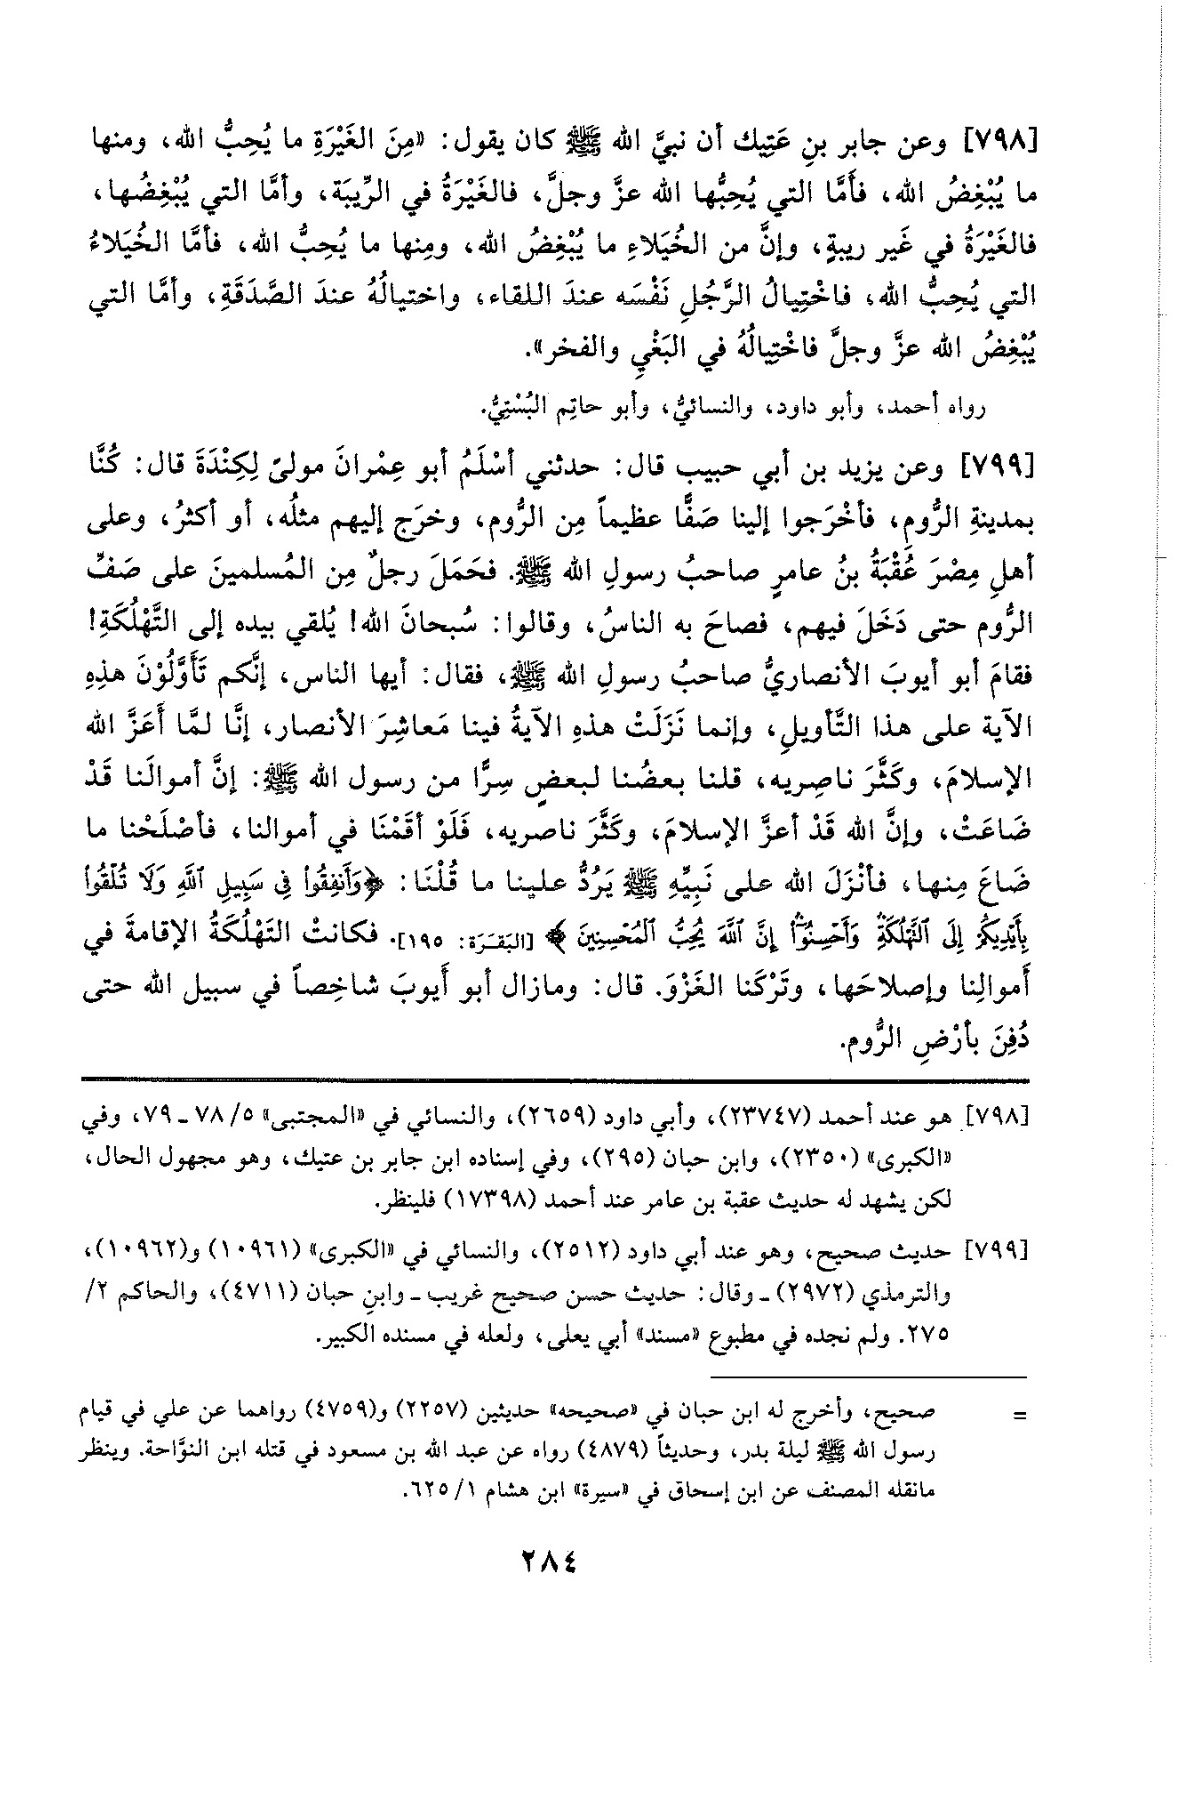 [٧٩٨] وعن جابر بنِ عَتِيك أن نبيَّ الله ﷺ كان يقول: «مِنَ الغَيْرَةِ ما يُحِبُّ الله، ومنها
ما يُبْغِضُ الله، فأَمَّا التي يُحِبُّها الله عزَّ وجلَّ، فالغَيْرَةُ في الرِّيبَة، وأمَّا التي يُبْغِضُها،
فالغَيْرَةُ في غَير ريبةٍ، وإنَّ من الخُيَلاءِ ما يُبْغِضُ الله، ومِنها ما يُحِبُّ الله، فأمَّا الخُيَلاءُ
التي يُحِبُّ الله، فاخْتِيالُ الرَّجُلِ نَفْسَه عندَ اللقاء، واختيالُهُ عندَ الصَّدَقَةِ، وأمَّا التي
يُبْغِضُ الله عزَّ وجلَّ فاخْتِيالُهُ في البَغْيِ والفخر».
رواه أحمد، وأبو داود، والنسائيُّ، وأبو حاتِم البُسْتِيُّ.
[٧٩٩] وعن يزيد بن أبي حبيب قال: حدثني أسْلَمُ أبو عِمْرانَ مولىً لِكِنْدَةَ قال: كُنَّا
بمدينةِ الرُّومِ، فأخْرَجوا إلينا صَفًّا عظيماً مِن الرُّوم، وخرَج إليهم مثلُه، أو أكثرُ، وعلى
أهلِ مِصْرَ عُقْبَةُ بنُ عامرٍ صاحبُ رسولِ الله ﷺ. فحَمَلَ رجلٌ مِن المُسلمينَ على صَفِّ
الرُّوم حتى دَخَلَ فيهم، فصاحَ به الناسُ، وقالوا: سُبحانَ الله! يُلقي بيده إلى التَّهْلُكَةِ!
فقامَ أبو أيوبَ الأنصاريُّ صاحبُ رسولِ الله ﷺ، فقال: أيها الناس، إنَّكم تَأَوَّلُوْنَ هذِهِ
الآية على هذا التَّأويلِ، وإنما نَزَلَتْ هذهِ الآيةُ فينا مَعاشِرَ الأنصار، إنَّا لمَّا أَعَزَّ الله
الإسلامَ، وكَثَّرَ ناصِريه، قلنا بعضُنا لبعضٍ سِرًّا من رسول الله ﷺ: إنَّ أموالَنا قَدْ
ضَاعَتْ، وإنَّ الله قَدْ أعزَّ الإسلامَ، وكَثَّرَ ناصريه، فَلَوْ أقَمْنَا في أموالنا، فأصْلَحْنا ما
ضَاعَ مِنها، فأنْزَلَ الله على نَبِيِّهِ ﷺ يَرُدُّ علينا ما قُلْنَا: ﴿وَأَنفِقُوا۟ فِى سَبِيلِ ٱللَّهِ وَلَا تُلْقُوا۟
بِأَيْدِيكُمْ إِلَى ٱلتَّهْلُكَةِ وَأَحْسِنُوٓا۟ إِنَّ ٱللَّهَ يُحِبُّ ٱلْمُحْسِنِينَ﴾ [البَقَرَة: ١٩٥]. فكانتْ التَهْلُكَةُ الإقامةَ في
أموالِنا وإصلاحَها، وتَرْكَنا الغَزْوَ. قال: ومازال أبو أَيوبَ شاخِصاً في سبيل الله حتى
دُفِنَ بأرْضِ الرُّوم.
[٧٩٨] هو عند أحمد (٢٣٧٤٧)، وأبي داود (٢٦٥٩)، والنسائي في «المجتبى» ٥/ ٧٨ ـ ٧٩، وفي
«الكبرى» (٢٣٥٠)، وابن حبان (٢٩٥)، وفي إسناده ابن جابر بن عتيك، وهو مجهول الحال،
لكن يشهد له حديث عقبة بن عامر عند أحمد (١٧٣٩٨) فلينظر.
[٧٩٩] حديث صحيح، وهو عند أبي داود (٢٥١٢)، والنسائي في «الكبرى» (١٠٩٦١) و(١٠٩٦٢)،
والترمذي (٢٩٧٢) ـ وقال: حديث حسن صحيح غريب ـ وابنِ حبان (٤٧١١)، والحاكم ٢/
٢٧٥. ولم نجده في مطبوع «مسند» أبي يعلى، ولعله في مسنده الكبير.
= صحيح، وأخرج له ابن حبان في «صحيحه» حديثين (٢٢٥٧) و(٤٧٥٩) رواهما عن علي في قيام
رسول الله ﷺ ليلة بدر، وحديثاً (٤٨٧٩) رواه عن عبد الله بن مسعود في قتله ابن النوَّاحة. وينظر
مانقله المصنف عن ابن إسحاق في «سيرة» ابن هشام ١/ ٦٢٥.
٢٨٤